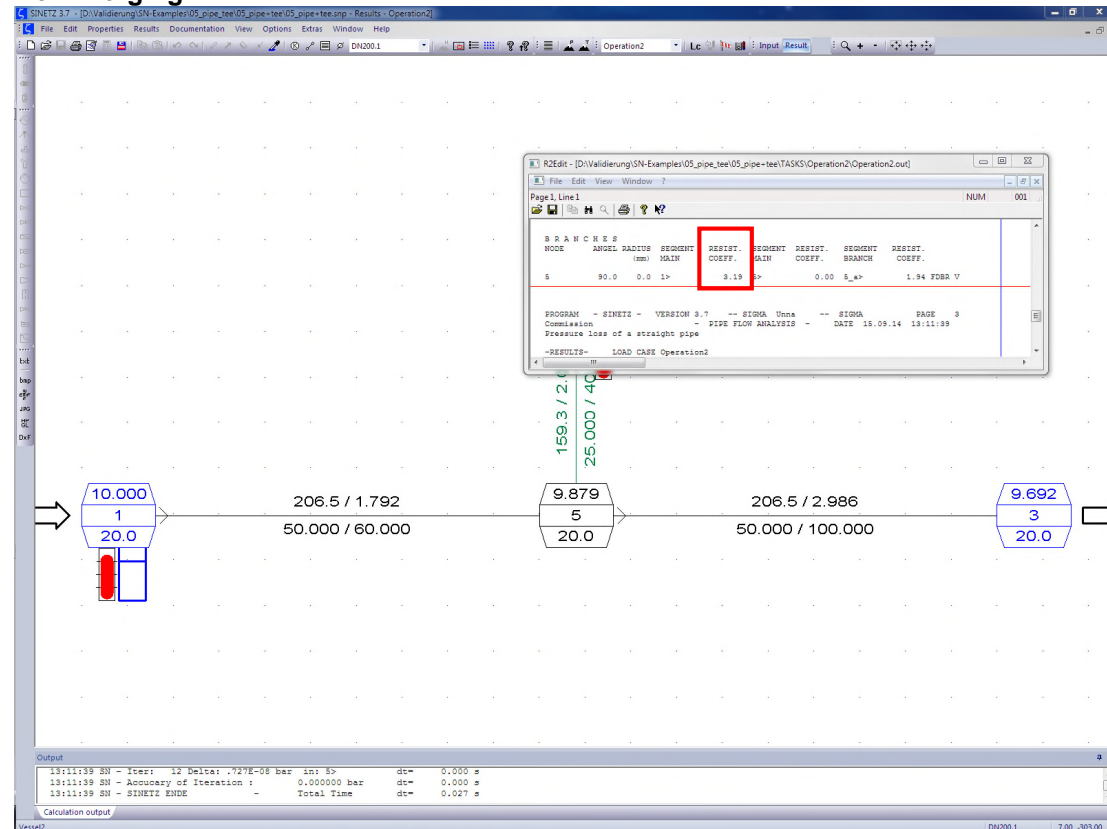 SINETZ 3.7 - [D:\Validierung\SN-Examples\05_pipe_tee\05_pipe+tee\05_pipe+tee.snp - Results - Operation2]
File Edit Properties Results Documentation View Options Extras Window Help
DN200.1 Operation2 Lc Input Result
txt
bmp
JPG
DxF
R2Edit - [D:\Validierung\SN-Examples\05_pipe_tee\05_pipe+tee\TASKS\Operation2\Operation2.out]
File Edit View Window ?
Page 1, Line 1 NUM 001
B R A N C H E S
NODE ANGEL RADIUS SEGMENT RESIST. SEGMENT RESIST. SEGMENT RESIST.
(mm) MAIN COEFF. MAIN COEFF. BRANCH COEFF.
5 90.0 0.0 1> 3.19 5> 0.00 5_a> 1.94 FDBR V
PROGRAM - SINETZ - VERSION 3.7 -- SIGMA Unna -- SIGMA PAGE 3
Commission - PIPE FLOW ANALYSIS - DATE 15.09.14 13:11:39
Pressure loss of a straight pipe
-RESULTS- LOAD CASE Operation2
159.3 / 2.
25.000 / 40
10.000
1
20.0
206.5 / 1.792
50.000 / 60.000
9.879
5
20.0
206.5 / 2.986
50.000 / 100.000
9.692
3
20.0
Output
13:11:39 SN - Iter: 12 Delta: .727E-08 bar in: 5> dt= 0.000 s
13:11:39 SN - Accucary of Iteration : 0.000000 bar dt= 0.000 s
13:11:39 SN - SINETZ ENDE - Total Time dt= 0.027 s
Calculation output
Vessel2 DN200.1 7.00 -303.00